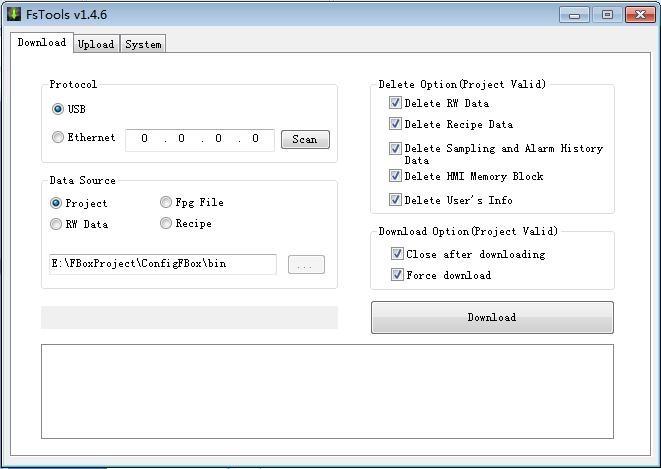 FsTools v1.4.6
Download Upload System
Protocol
USB
Ethernet 0 . 0 . 0 . 0 Scan
Data Source
Project Fpg File
RW Data Recipe
E:\FBoxProject\ConfigFBox\bin ...
Delete Option(Project Valid)
Delete RW Data
Delete Recipe Data
Delete Sampling and Alarm History
Data
Delete HMI Memory Block
Delete User's Info
Download Option(Project Valid)
Close after downloading
Force download
Download